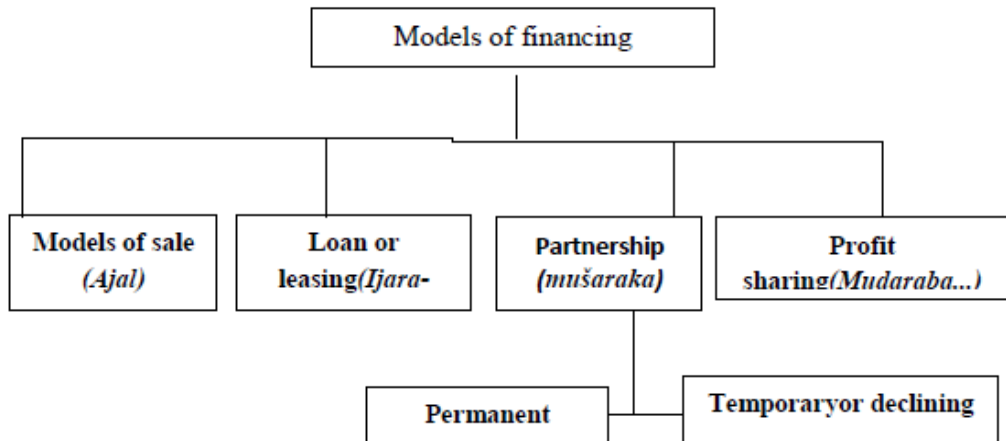 Models of financing
Models of sale
(Ajal)
Loan or
leasing(Ijara-
Partnership
(mušaraka)
Profit
sharing(Mudaraba...)
Permanent
Temporaryor declining